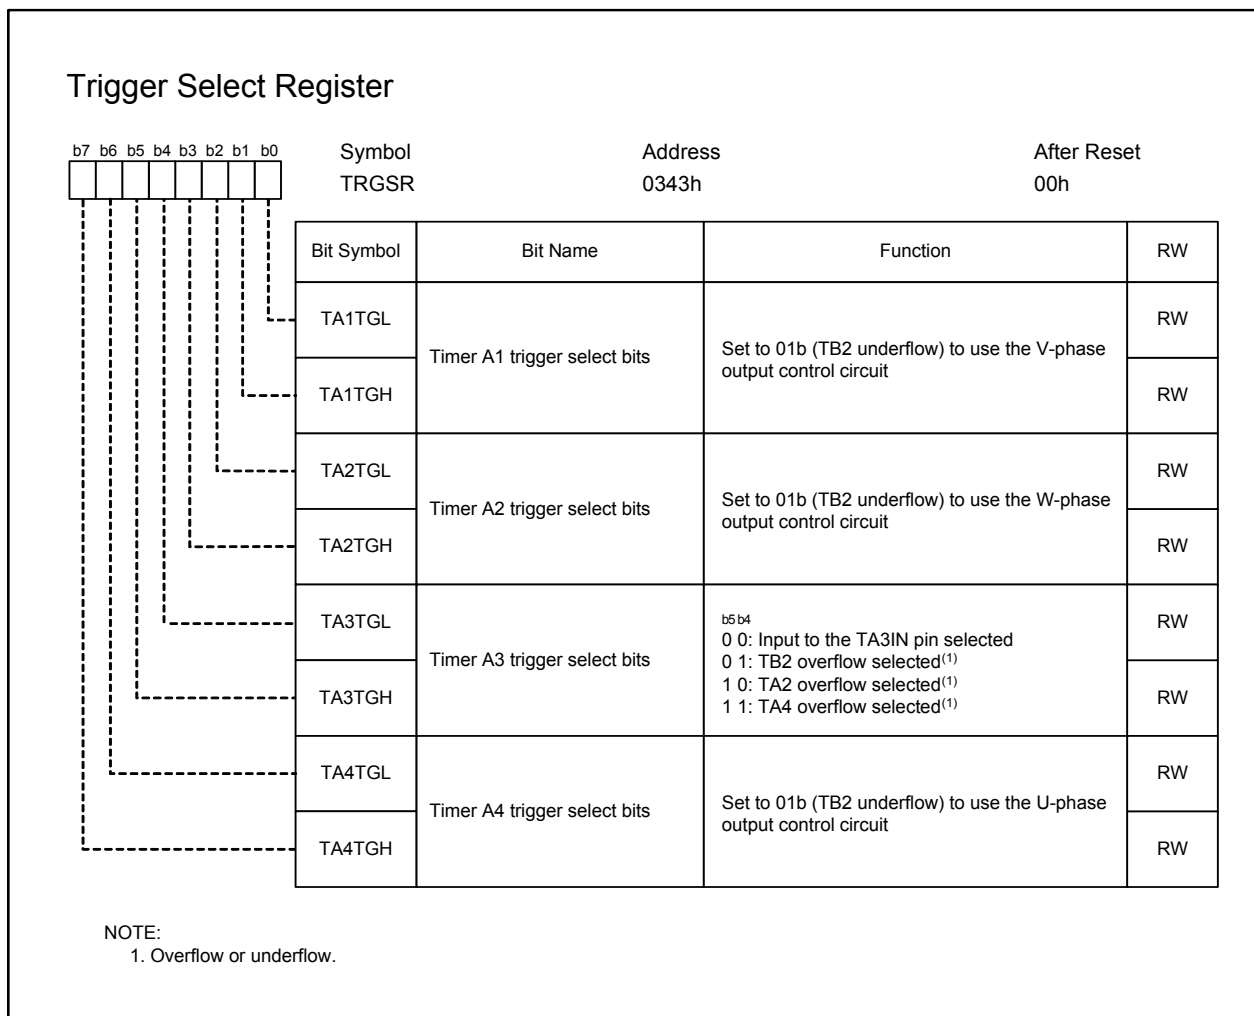 Trigger Select Register
b7 b6 b5 b4 b3 b2 b1 b0
Symbol Address After Reset
TRGSR 0343h 00h
Bit Symbol Bit Name Function RW
TA1TGL RW
Timer A1 trigger select bits
Set to 01b (TB2 underflow) to use the V-phase
output control circuit
TA1TGH RW
TA2TGL RW
Timer A2 trigger select bits
Set to 01b (TB2 underflow) to use the W-phase
output control circuit
TA2TGH RW
TA3TGL RW
Timer A3 trigger select bits
b5 b4
0 0: Input to the TA3IN pin selected
0 1: TB2 overflow selected(1)
1 0: TA2 overflow selected(1)
1 1: TA4 overflow selected(1)
TA3TGH RW
TA4TGL RW
Timer A4 trigger select bits
Set to 01b (TB2 underflow) to use the U-phase
output control circuit
TA4TGH RW
NOTE:
1. Overflow or underflow.